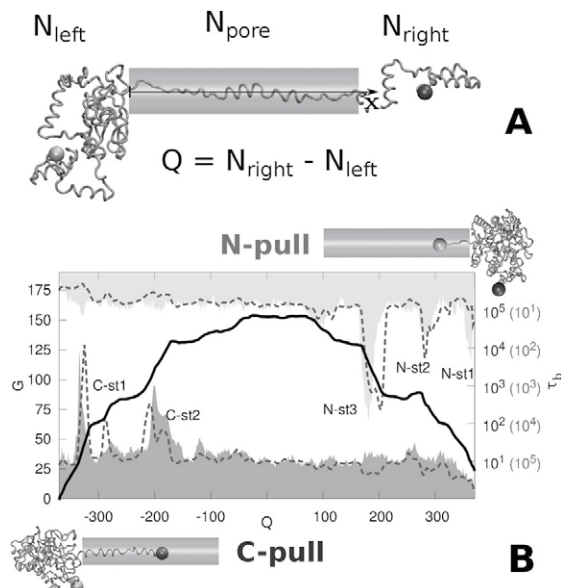 N_left N_pore N_right
X
A
Q = N_right - N_left
N-pull
175
150
125
100
75
50
25
0
G
10^5 (10^1)
10^4 (10^2)
10^3 (10^3)
10^2 (10^4)
10^1 (10^5)
τ_b
C-st1
C-st2
N-st3
N-st2
N-st1
-300 -200 -100 0 100 200 300
Q
C-pull
B